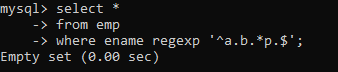 mysql> select *
    -> from emp
    -> where ename regexp '^a.b.*p.$';
Empty set (0.00 sec)